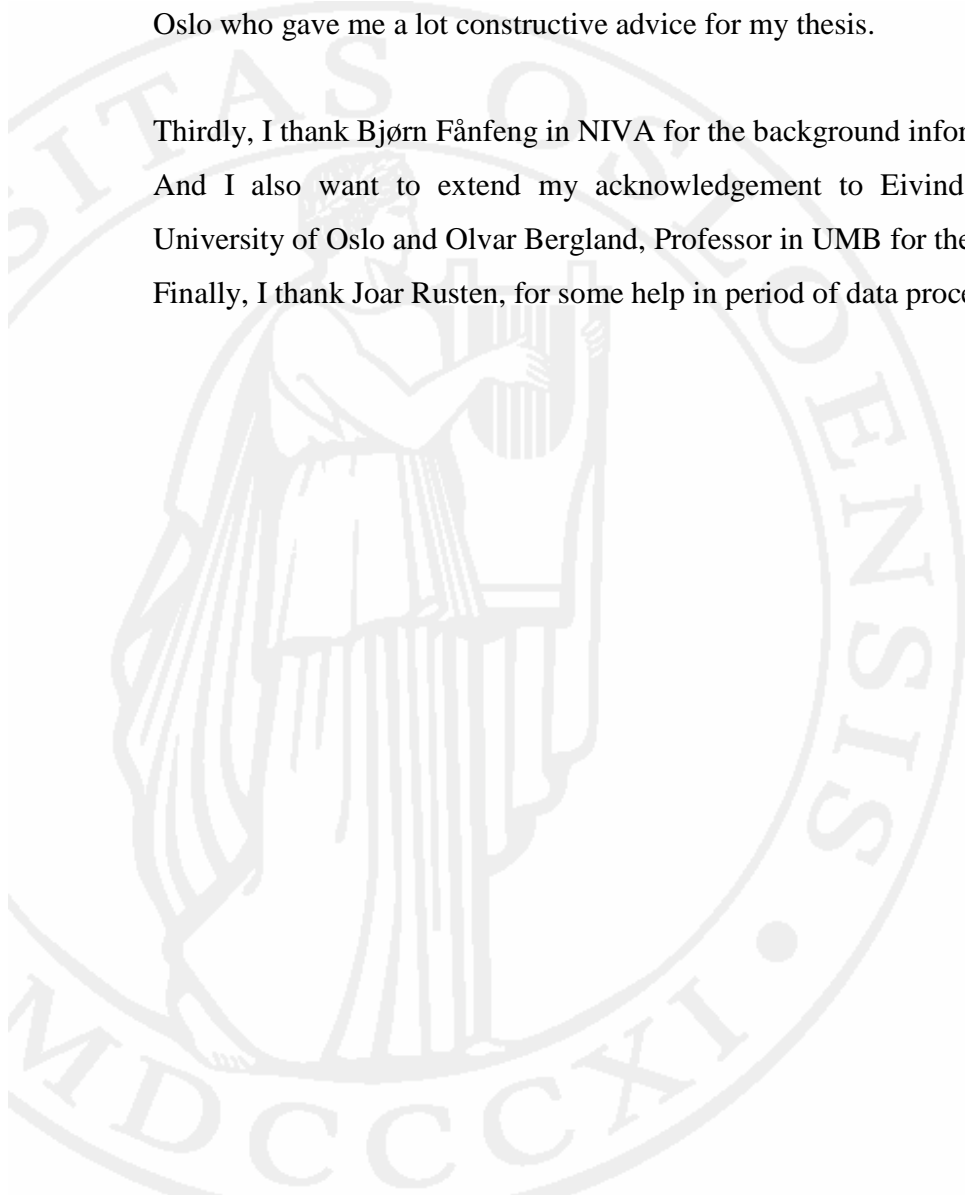 Oslo who gave me a lot constructive advice for my thesis.
Thirdly, I thank Bjørn Fånfeng in NIVA for the background
And I also want to extend my acknowledgement to Eivind
University of Oslo and Olvar Bergland, Professor in UMB for
Finally, I thank Joar Rusten, for some help in period of data
SITAS OSLOENSIS
MDCCCXI